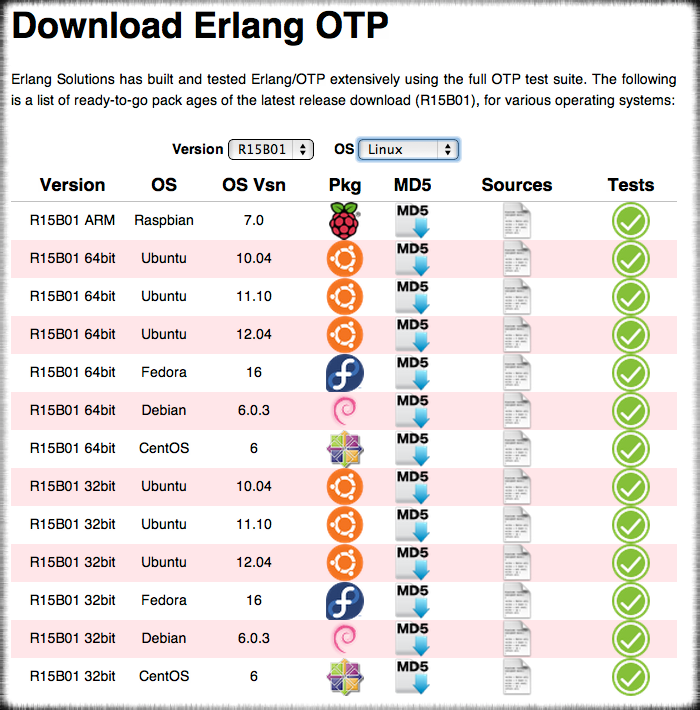 Download Erlang OTP
Erlang Solutions has built and tested Erlang/OTP extensively using the full OTP test suite. The following
is a list of ready-to-go pack ages of the latest release download (R15B01), for various operating systems:
Version R15B01 OS Linux
Version OS OS Vsn Pkg MD5 Sources Tests
R15B01 ARM Raspbian 7.0 MD5
R15B01 64bit Ubuntu 10.04 MD5
R15B01 64bit Ubuntu 11.10 MD5
R15B01 64bit Ubuntu 12.04 MD5
R15B01 64bit Fedora 16 MD5
R15B01 64bit Debian 6.0.3 MD5
R15B01 64bit CentOS 6 MD5
R15B01 32bit Ubuntu 10.04 MD5
R15B01 32bit Ubuntu 11.10 MD5
R15B01 32bit Ubuntu 12.04 MD5
R15B01 32bit Fedora 16 MD5
R15B01 32bit Debian 6.0.3 MD5
R15B01 32bit CentOS 6 MD5